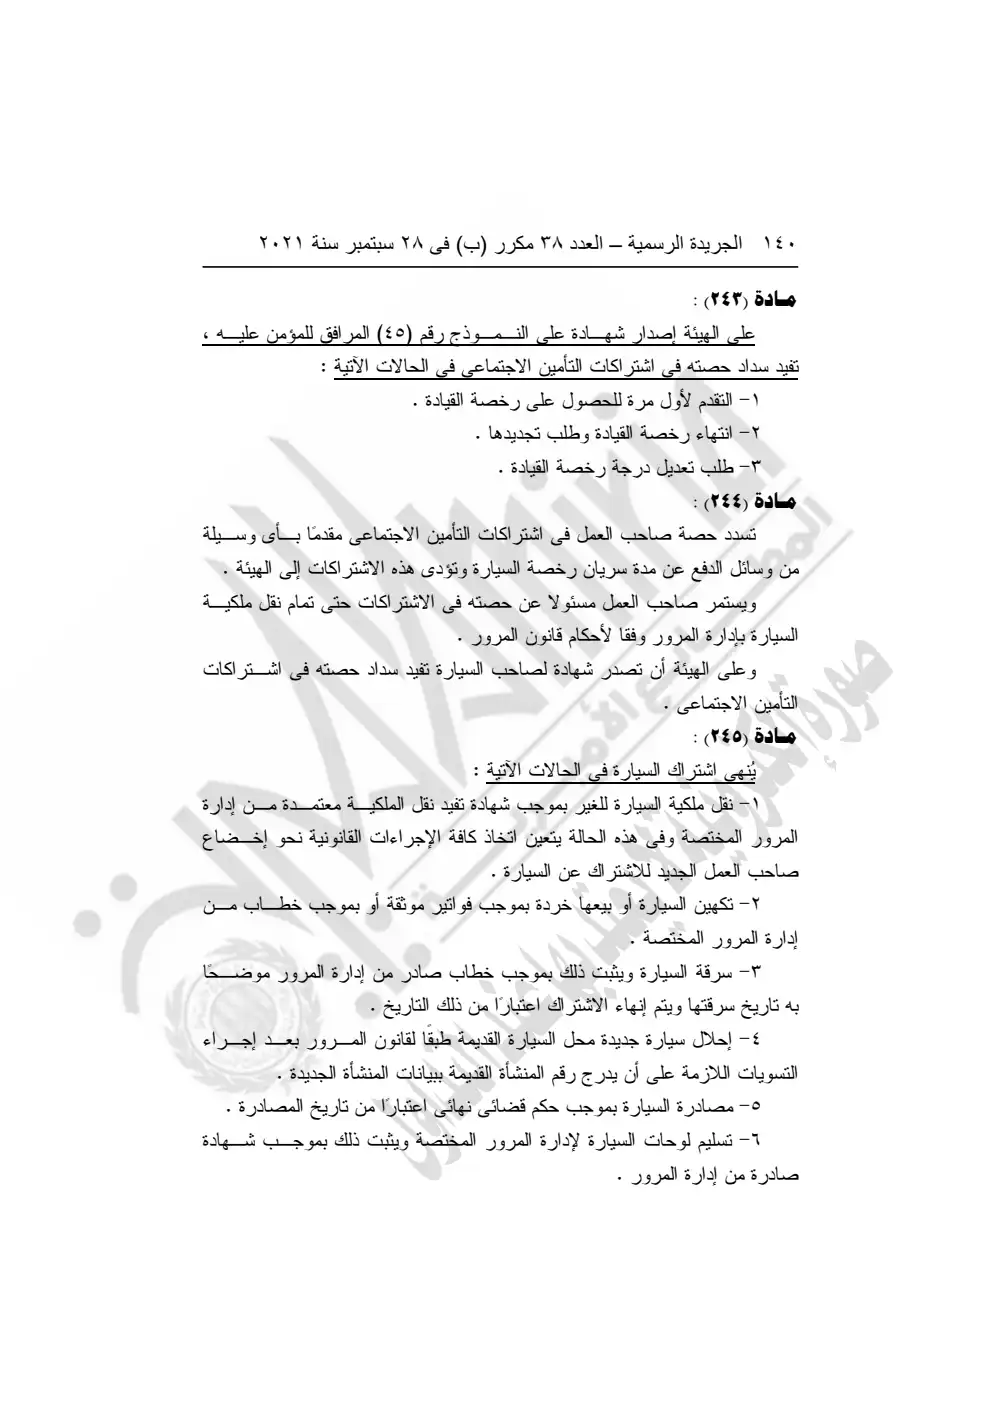 ١٤٠ الجريدة الرسمية – العدد ٣٨ مكرر (ب) فى ٢٨ سبتمبر سنة ٢٠٢١
مادة (٢٤٣) :
على الهيئة إصدار شهادة على النموذج رقم (٤٥) المرافق للمؤمن عليه ،
تفيد سداد حصته فى اشتراكات التأمين الاجتماعى فى الحالات الآتية :
١- التقدم لأول مرة للحصول على رخصة القيادة .
٢- انتهاء رخصة القيادة وطلب تجديدها .
٣- طلب تعديل درجة رخصة القيادة .
مادة (٢٤٤) :
تسدد حصة صاحب العمل فى اشتراكات التأمين الاجتماعى مقدمًا بأى وسيلة
من وسائل الدفع عن مدة سريان رخصة السيارة وتؤدى هذه الاشتراكات إلى الهيئة .
ويستمر صاحب العمل مسئولا عن حصته فى الاشتراكات حتى تمام نقل ملكية
السيارة بإدارة المرور وفقا لأحكام قانون المرور .
وعلى الهيئة أن تصدر شهادة لصاحب السيارة تفيد سداد حصته فى اشتراكات
التأمين الاجتماعى .
مادة (٢٤٥) :
يُنهى اشتراك السيارة فى الحالات الآتية :
١- نقل ملكية السيارة للغير بموجب شهادة تفيد نقل الملكية معتمدة من إدارة
المرور المختصة وفى هذه الحالة يتعين اتخاذ كافة الإجراءات القانونية نحو إخضاع
صاحب العمل الجديد للاشتراك عن السيارة .
٢- تكهين السيارة أو بيعها خردة بموجب فواتير موثقة أو بموجب خطاب من
إدارة المرور المختصة .
٣- سرقة السيارة ويثبت ذلك بموجب خطاب صادر من إدارة المرور موضحًا
به تاريخ سرقتها ويتم إنهاء الاشتراك اعتبارًا من ذلك التاريخ .
٤- إحلال سيارة جديدة محل السيارة القديمة طبقًا لقانون المرور بعد إجراء
التسويات اللازمة على أن يدرج رقم المنشأة القديمة ببيانات المنشأة الجديدة .
٥- مصادرة السيارة بموجب حكم قضائى نهائى اعتبارًا من تاريخ المصادرة .
٦- تسليم لوحات السيارة لإدارة المرور المختصة ويثبت ذلك بموجب شهادة
صادرة من إدارة المرور .